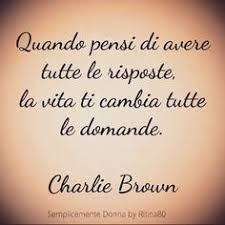 Quando pensi di avere
tutte le risposte,
la vita ti cambia tutte
le domande.
Charlie Brown
Semplicemente Donna by Ritina80